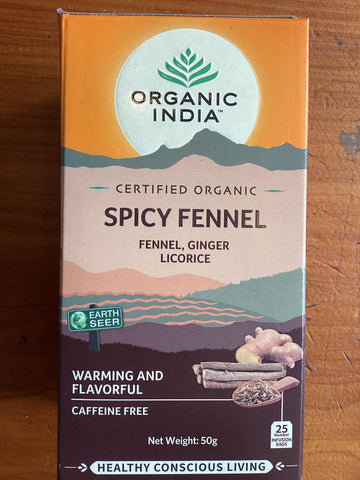 ORGANIC
INDIA™
CERTIFIED ORGANIC
SPICY FENNEL
FENNEL, GINGER
LICORICE
EARTH
SEER
WARMING AND
FLAVORFUL
CAFFEINE FREE
25
INFUSION
BAGS
Net Weight: 50g
HEALTHY CONSCIOUS LIVING